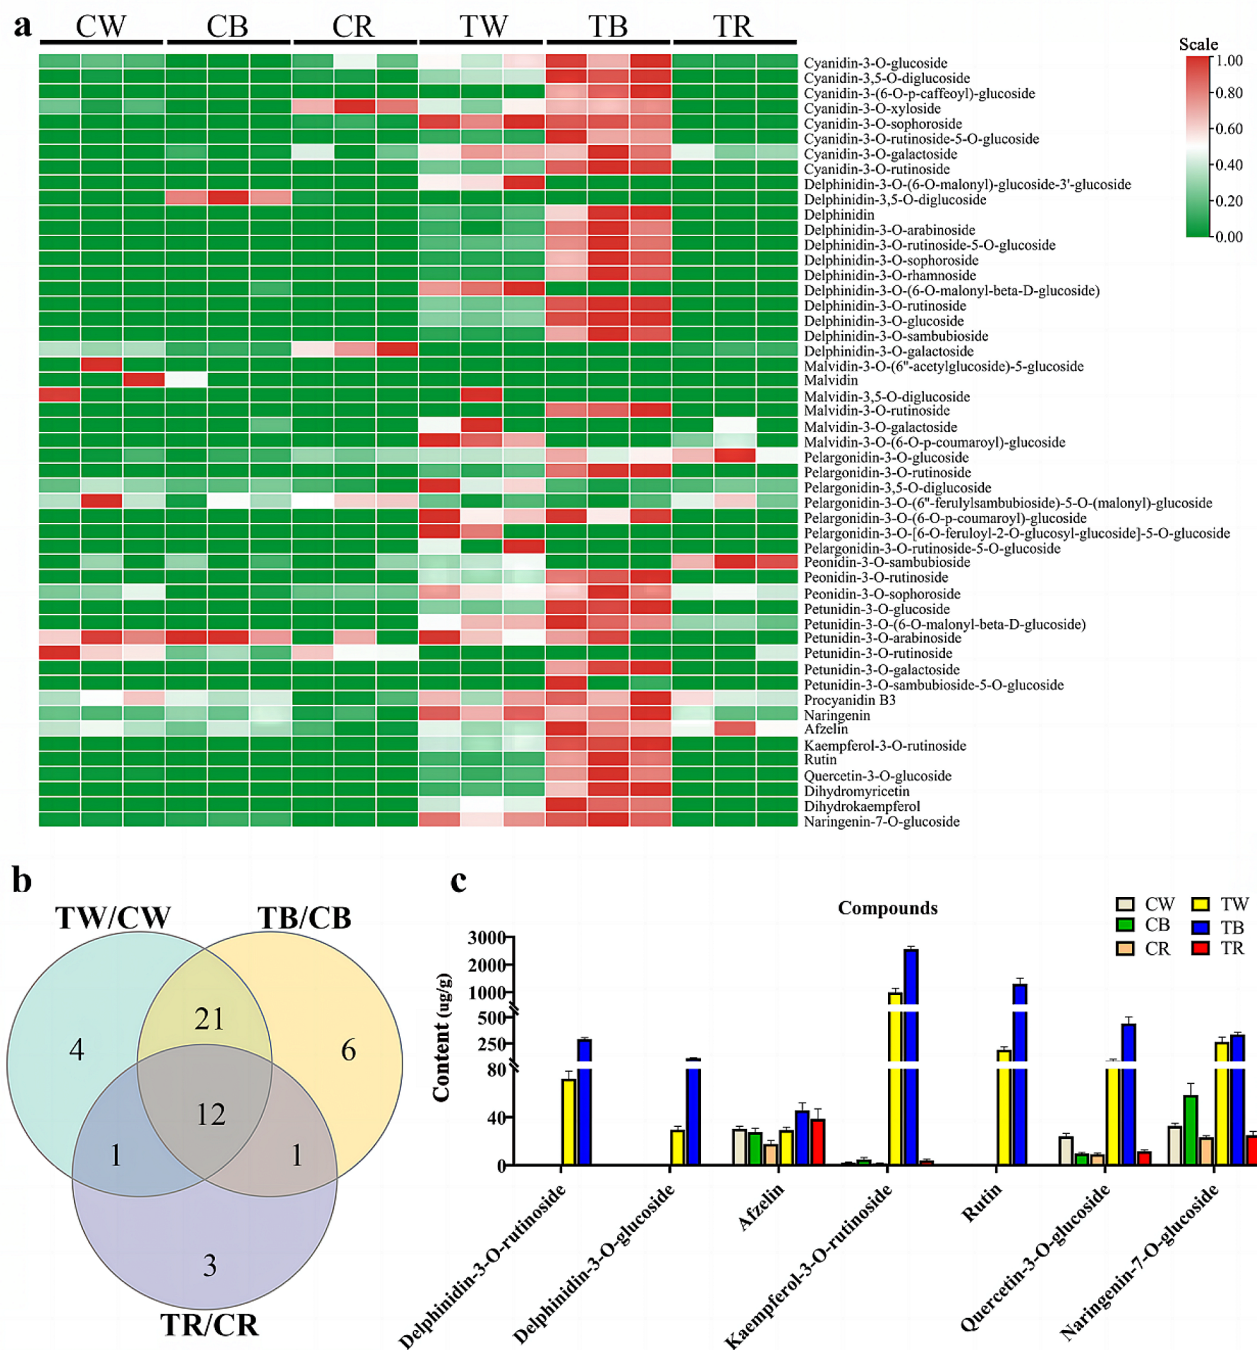 a
CW CB CR TW TB TR
Scale
1.00
0.80
0.60
0.40
0.20
0.00
Cyanidin-3-O-glucoside
Cyanidin-3,5-O-diglucoside
Cyanidin-3-(6-O-p-caffeoyl)-glucoside
Cyanidin-3-O-xyloside
Cyanidin-3-O-sophoroside
Cyanidin-3-O-rutinoside-5-O-glucoside
Cyanidin-3-O-galactoside
Cyanidin-3-O-rutinoside
Delphinidin-3-O-(6-O-malonyl)-glucoside-3'-glucoside
Delphinidin-3,5-O-diglucoside
Delphinidin
Delphinidin-3-O-arabinoside
Delphinidin-3-O-rutinoside-5-O-glucoside
Delphinidin-3-O-sophoroside
Delphinidin-3-O-rhamnoside
Delphinidin-3-O-(6-O-malonyl-beta-D-glucoside)
Delphinidin-3-O-rutinoside
Delphinidin-3-O-glucoside
Delphinidin-3-O-sambubioside
Delphinidin-3-O-galactoside
Malvidin-3-O-(6"-acetylglucoside)-5-glucoside
Malvidin
Malvidin-3,5-O-diglucoside
Malvidin-3-O-rutinoside
Malvidin-3-O-galactoside
Malvidin-3-O-(6-O-p-coumaroyl)-glucoside
Pelargonidin-3-O-glucoside
Pelargonidin-3-O-rutinoside
Pelargonidin-3,5-O-diglucoside
Pelargonidin-3-O-(6"-ferulylsambubioside)-5-O-(malonyl)-glucoside
Pelargonidin-3-O-(6-O-p-coumaroyl)-glucoside
Pelargonidin-3-O-[6-O-feruloyl-2-O-glucosyl-glucoside]-5-O-glucoside
Pelargonidin-3-O-rutinoside-5-O-glucoside
Peonidin-3-O-sambubioside
Peonidin-3-O-rutinoside
Peonidin-3-O-sophoroside
Petunidin-3-O-glucoside
Petunidin-3-O-(6-O-malonyl-beta-D-glucoside)
Petunidin-3-O-arabinoside
Petunidin-3-O-rutinoside
Petunidin-3-O-galactoside
Petunidin-3-O-sambubioside-5-O-glucoside
Procyanidin B3
Naringenin
Afzelin
Kaempferol-3-O-rutinoside
Rutin
Quercetin-3-O-glucoside
Dihydromyricetin
Dihydrokaempferol
Naringenin-7-O-glucoside
b
TW/CW TB/CB
21
4
6
12
1
1
3
TR/CR
c
Compounds
CW TW
CB TB
CR TR
Content (ug/g)
3000
2000
1000
500
250
80
40
0
Delphinidin-3-O-rutinoside
Delphinidin-3-O-glucoside
Afzelin
Kaempferol-3-O-rutinoside
Rutin
Quercetin-3-O-glucoside
Naringenin-7-O-glucoside